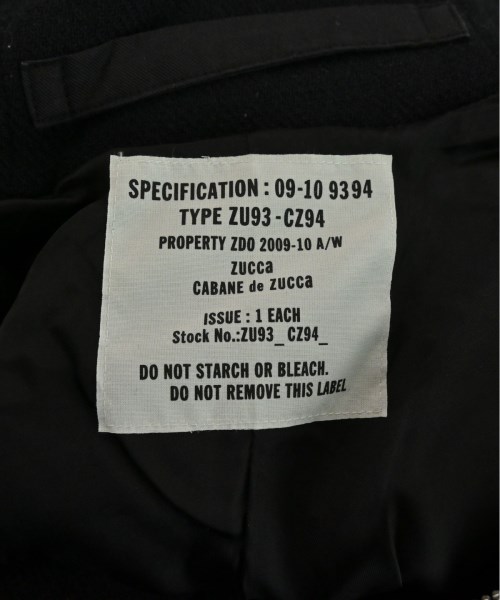 SPECIFICATION : 09-10 9394
TYPE ZU93-CZ94
PROPERTY ZDO 2009-10 A/W
zucca
CABANE de zucca
ISSUE : 1 EACH
Stock No.:ZU93_ CZ94_
DO NOT STARCH OR BLEACH.
DO NOT REMOVE THIS LABEL